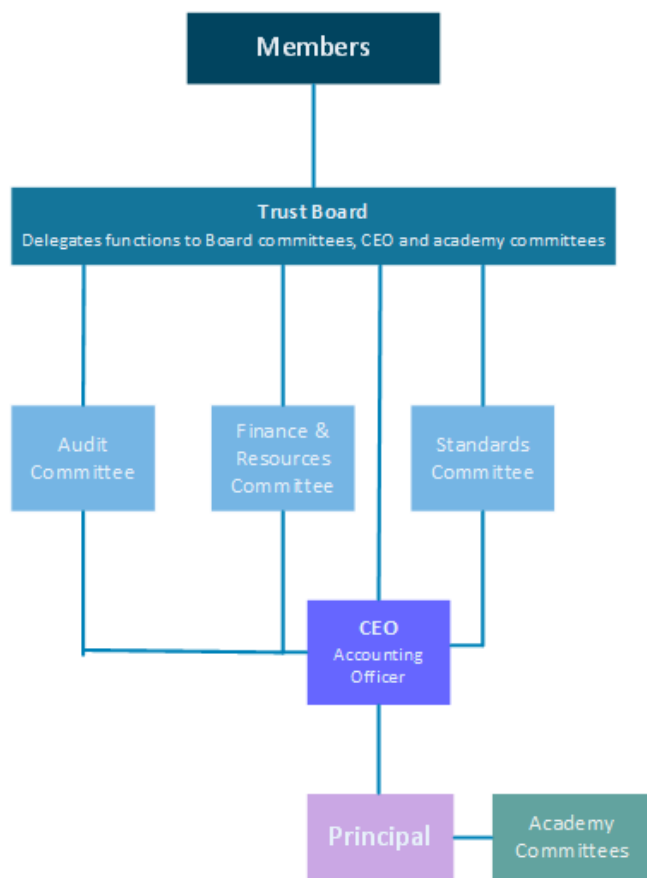 Members
Trust Board
Delegates functions to Board committees, CEO and academy committees
Audit
Committee
Finance &
Resources
Committee
Standards
Committee
CEO
Accounting
Officer
Principal
Academy
Committees